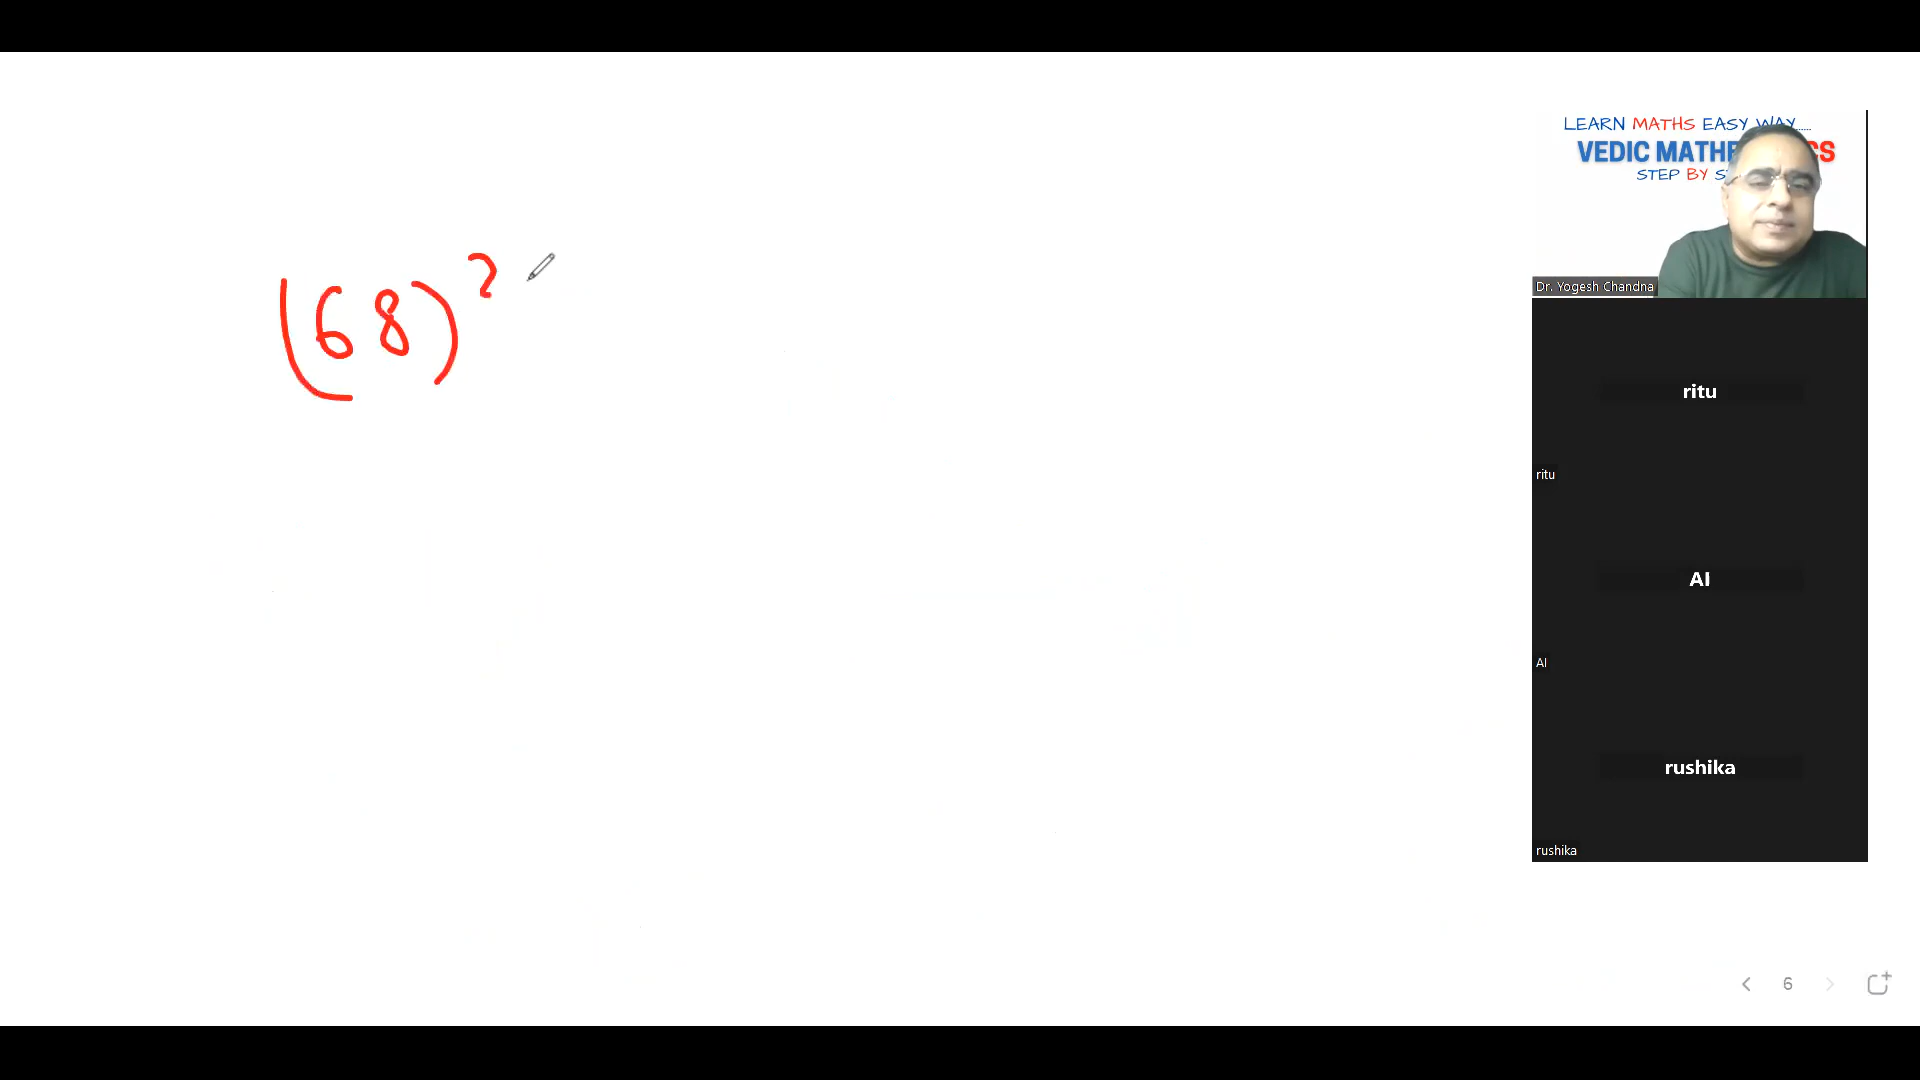 (68)²
LEARN MATHS EASY WAY.....
VEDIC MATHE CS
STEP BY S
Dr. Yogesh Chandna
ritu
ritu
AI
AI
rushika
rushika
6